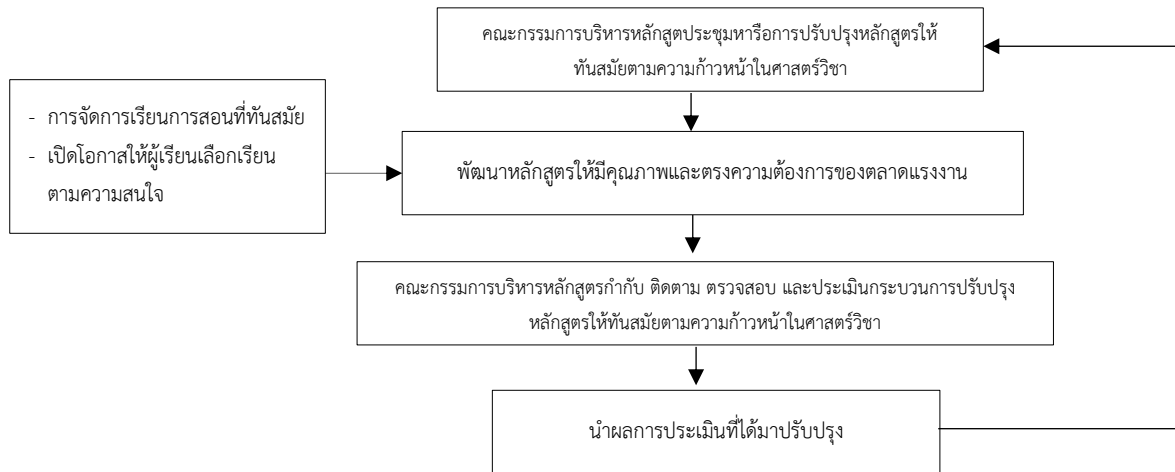 คณะกรรมการบริหารหลักสูตประชุมหารือการปรับปรุงหลักสูตรให้
ทันสมัยตามความก้าวหน้าในศาสตร์วิชา
- การจัดการเรียนการสอนที่ทันสมัย
- เปิดโอกาสให้ผู้เรียนเลือกเรียน
ตามความสนใจ
พัฒนาหลักสูตรให้มีคุณภาพและตรงความต้องการของตลาดแรงงาน
คณะกรรมการบริหารหลักสูตรกำกับ ติดตาม ตรวจสอบ และประเมินกระบวนการปรับปรุง
หลักสูตรให้ทันสมัยตามความก้าวหน้าในศาสตร์วิชา
นำผลการประเมินที่ได้มาปรับปรุง